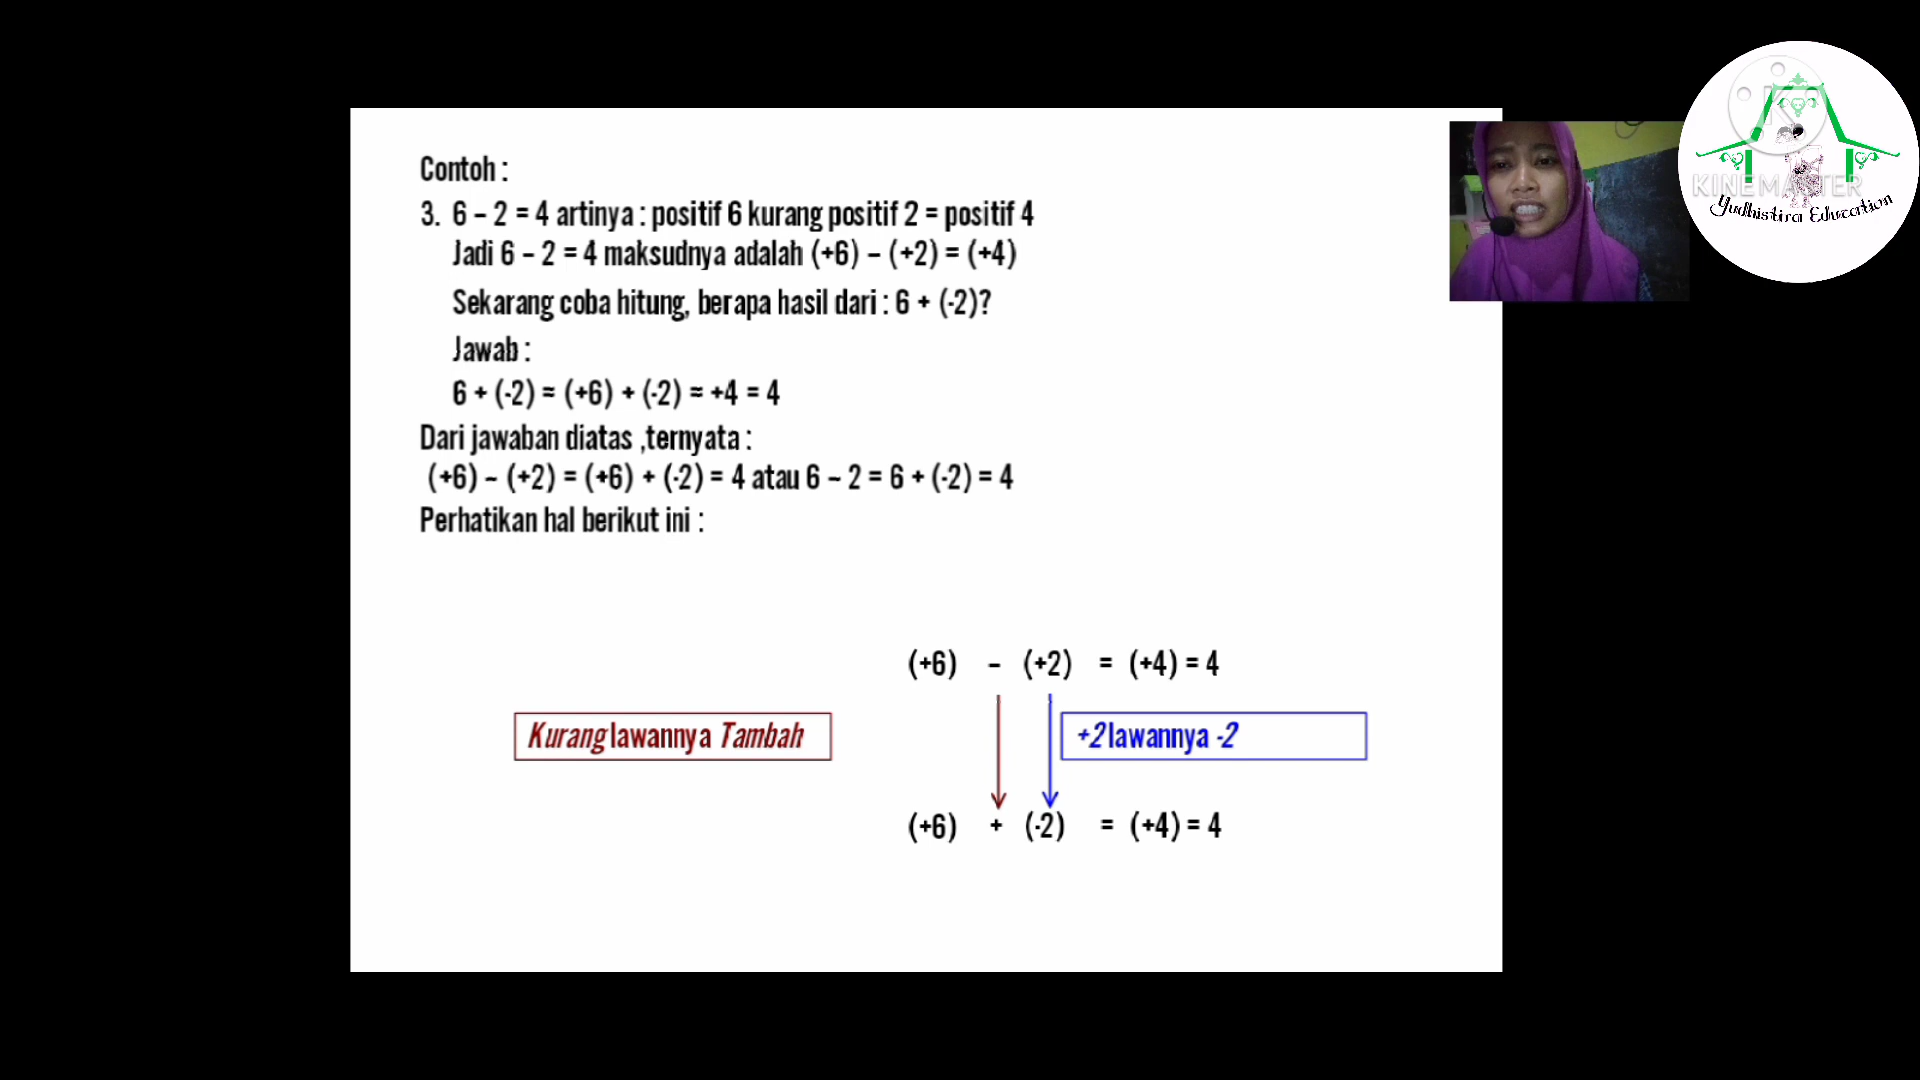 Contoh :
3. 6 – 2 = 4 artinya : positif 6 kurang positif 2 = positif 4
Jadi 6 – 2 = 4 maksudnya adalah (+6) – (+2) = (+4)
Sekarang coba hitung, berapa hasil dari : 6 + (-2)?
Jawab :
6 + (-2) = (+6) + (-2) = +4 = 4
Dari jawaban diatas ,ternyata :
(+6) – (+2) = (+6) + (-2) = 4 atau 6 – 2 = 6 + (-2) = 4
Perhatikan hal berikut ini :
(+6) – (+2) = (+4) = 4
Kurang lawannya Tambah
+2 lawannya -2
(+6) + (-2) = (+4) = 4
KINEMASTER
Yudhistira Education